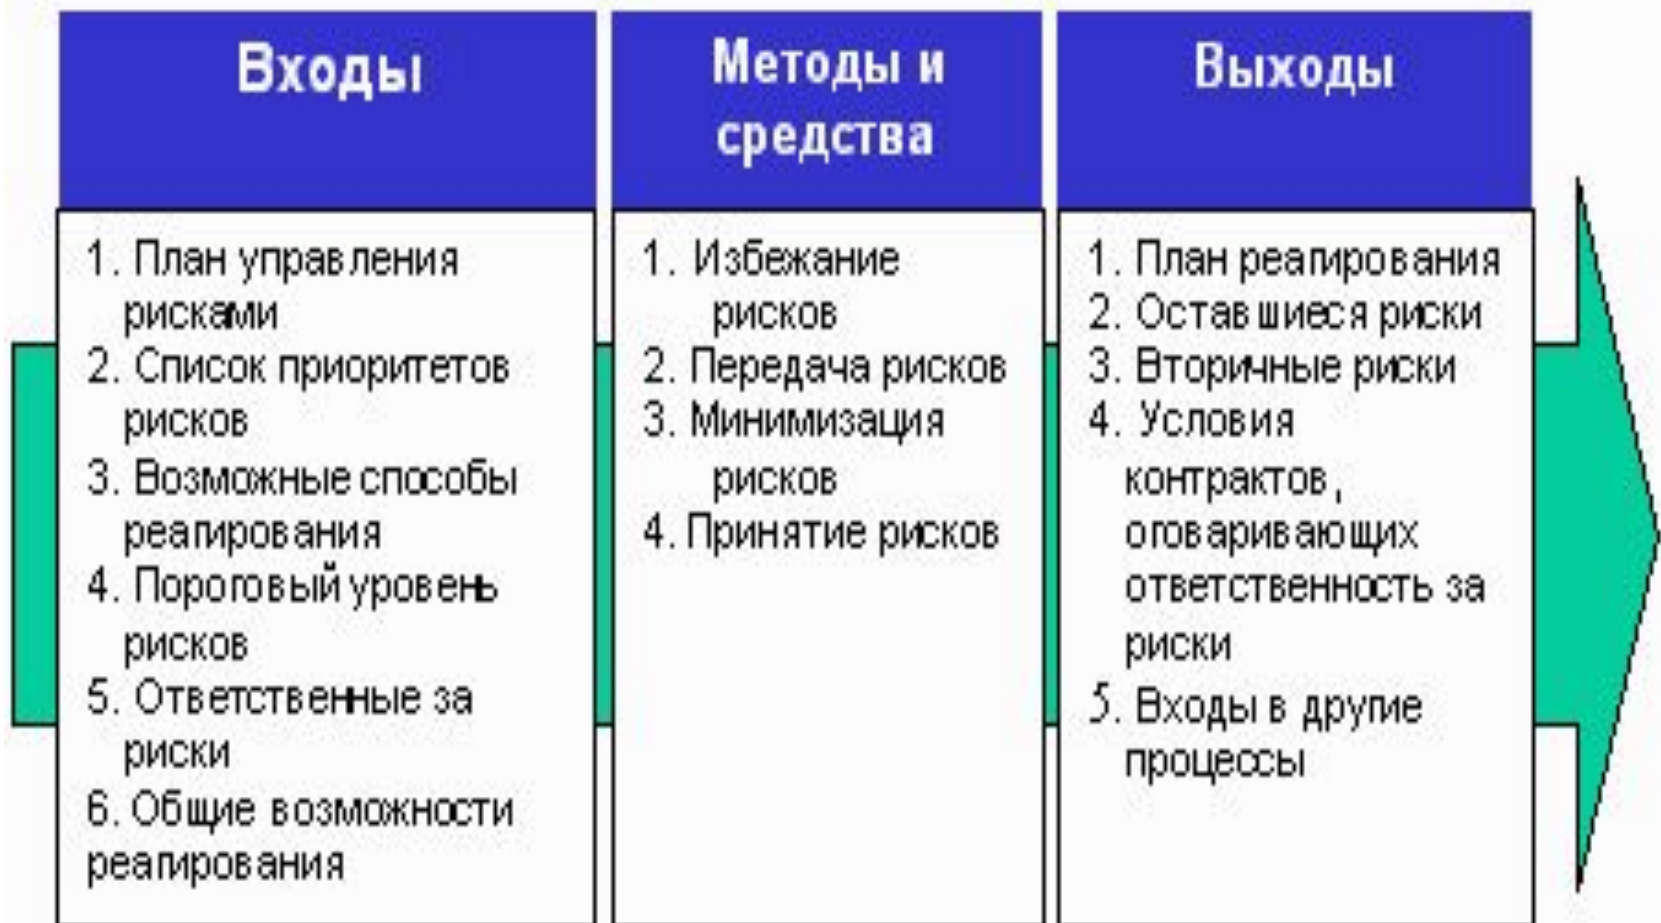 Входы
1. План управления
рисками
2. Список приоритетов
рисков
3. Возможные способы
реагирования
4. Пороговый уровень
рисков
5. Ответственные за
риски
6. Общие возможности
реагирования
Методы и
средства
1. Избежание
рисков
2. Передача рисков
3. Минимизация
рисков
4. Принятие рисков
Выходы
1. План реагирования
2. Оставшиеся риски
3. Вторичные риски
4. Условия
контрактов,
оговаривающих
ответственность за
риски
5. Входы в другие
процессы